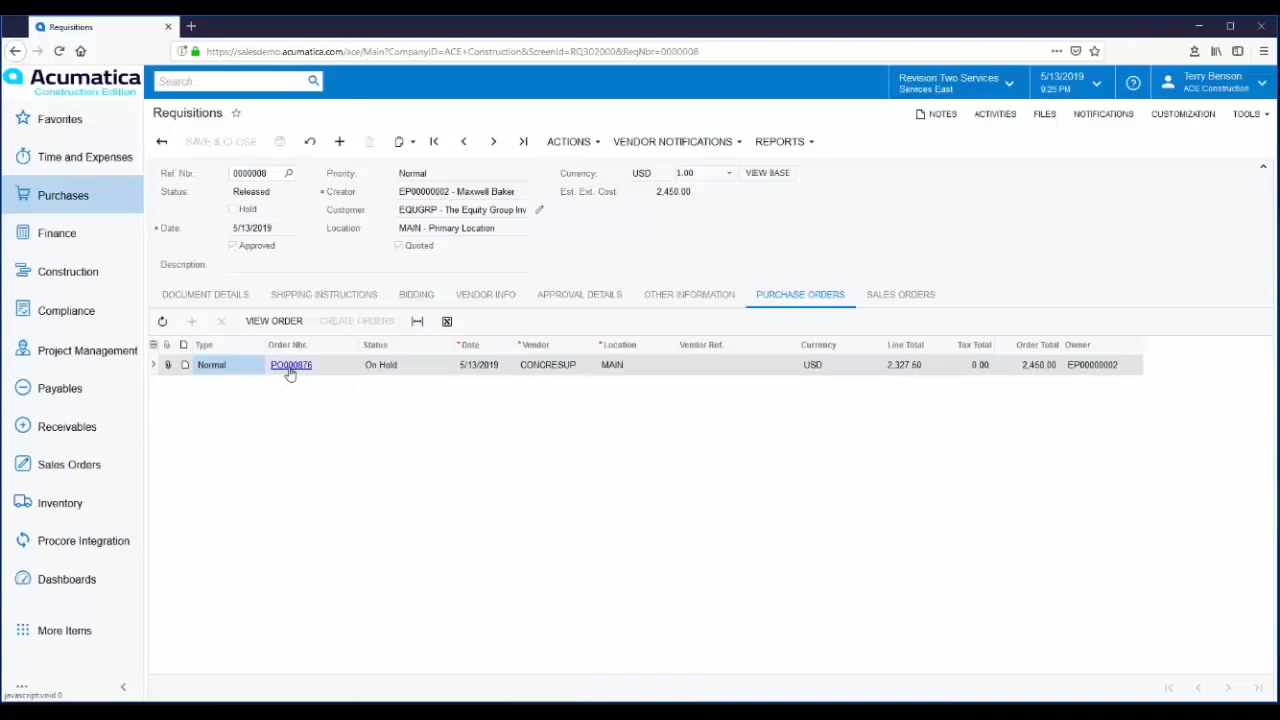 Requisitions
https://salesdemo.acumatica.com/ace/Main?CompanyID=ACE+Construction&ScreenId=RQ302000&ReqNbr=0000008
Acumatica
Construction Edition
Search...
Revision Two Services
Services East
5/13/2019
9:25 PM
Terry Benson
ACE Construction
Favorites
Time and Expenses
Purchases
Finance
Construction
Compliance
Project Management
Payables
Receivables
Sales Orders
Inventory
Procore Integration
Dashboards
More Items
javascript:void 0
Requisitions
NOTES ACTIVITIES FILES NOTIFICATIONS CUSTOMIZATION TOOLS
SAVE & CLOSE ACTIONS VENDOR NOTIFICATIONS REPORTS
Ref. Nbr.: 0000008 Priority: Normal Currency: USD 1.00 VIEW BASE
Status: Released * Creator EP00000002 - Maxwell Baker Est. Ext. Cost: 2,450.00
Hold Customer: EQUGRP - The Equity Group Inv
* Date: 5/13/2019 Location: MAIN - Primary Location
Approved Quoted
Description:
DOCUMENT DETAILS SHIPPING INSTRUCTIONS BIDDING VENDOR INFO APPROVAL DETAILS OTHER INFORMATION PURCHASE ORDERS SALES ORDERS
VIEW ORDER CREATE ORDERS
Type Order Nbr. Status * Date * Vendor * Location Vendor Ref. Currency Line Total Tax Total Order Total Owner
Normal PO000876 On Hold 5/13/2019 CONCRESUP MAIN USD 2,327.50 0.00 2,450.00 EP00000002